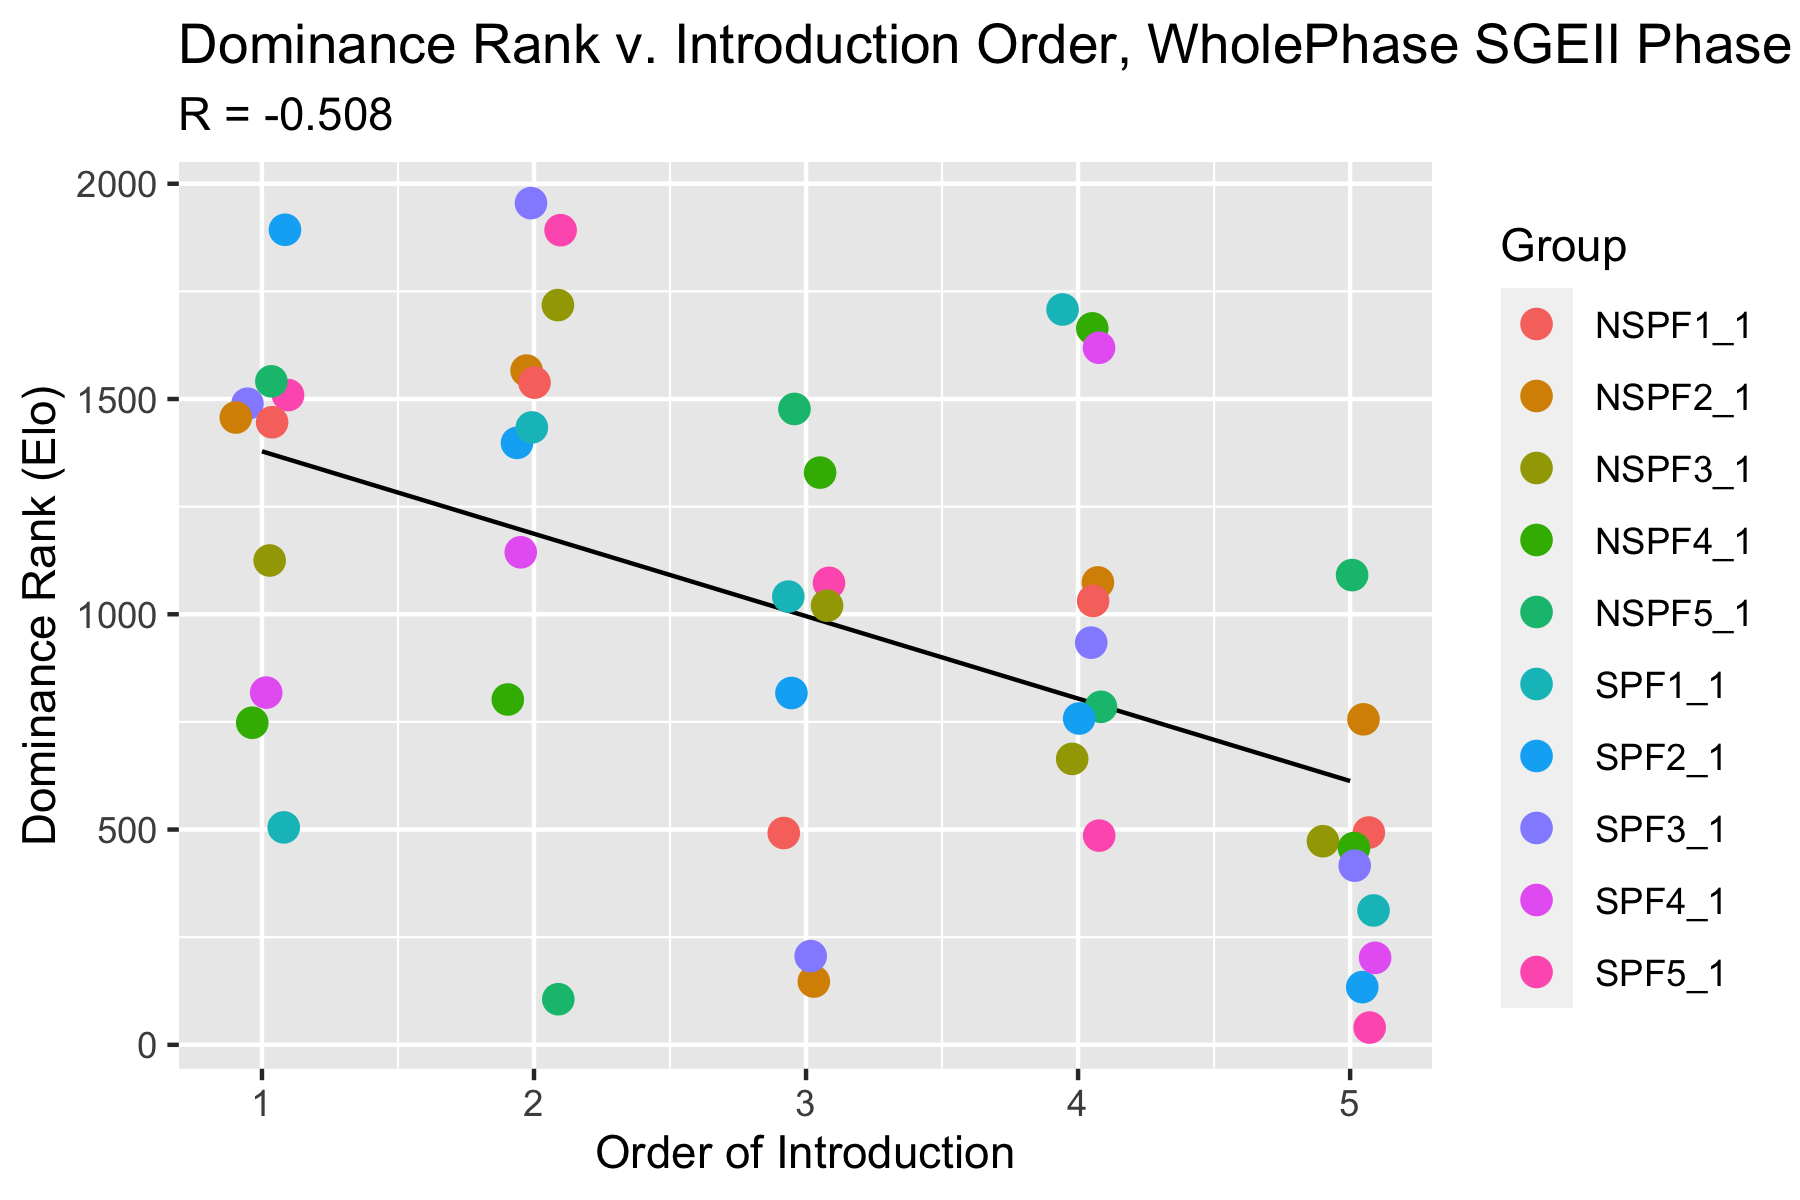 Dominance Rank v. Introduction Order, WholePhase SGEII Phase
R = -0.508
2000
1500
1000
500
0
Dominance Rank (Elo)
1 2 3 4 5
Order of Introduction
Group
NSPF1_1
NSPF2_1
NSPF3_1
NSPF4_1
NSPF5_1
SPF1_1
SPF2_1
SPF3_1
SPF4_1
SPF5_1